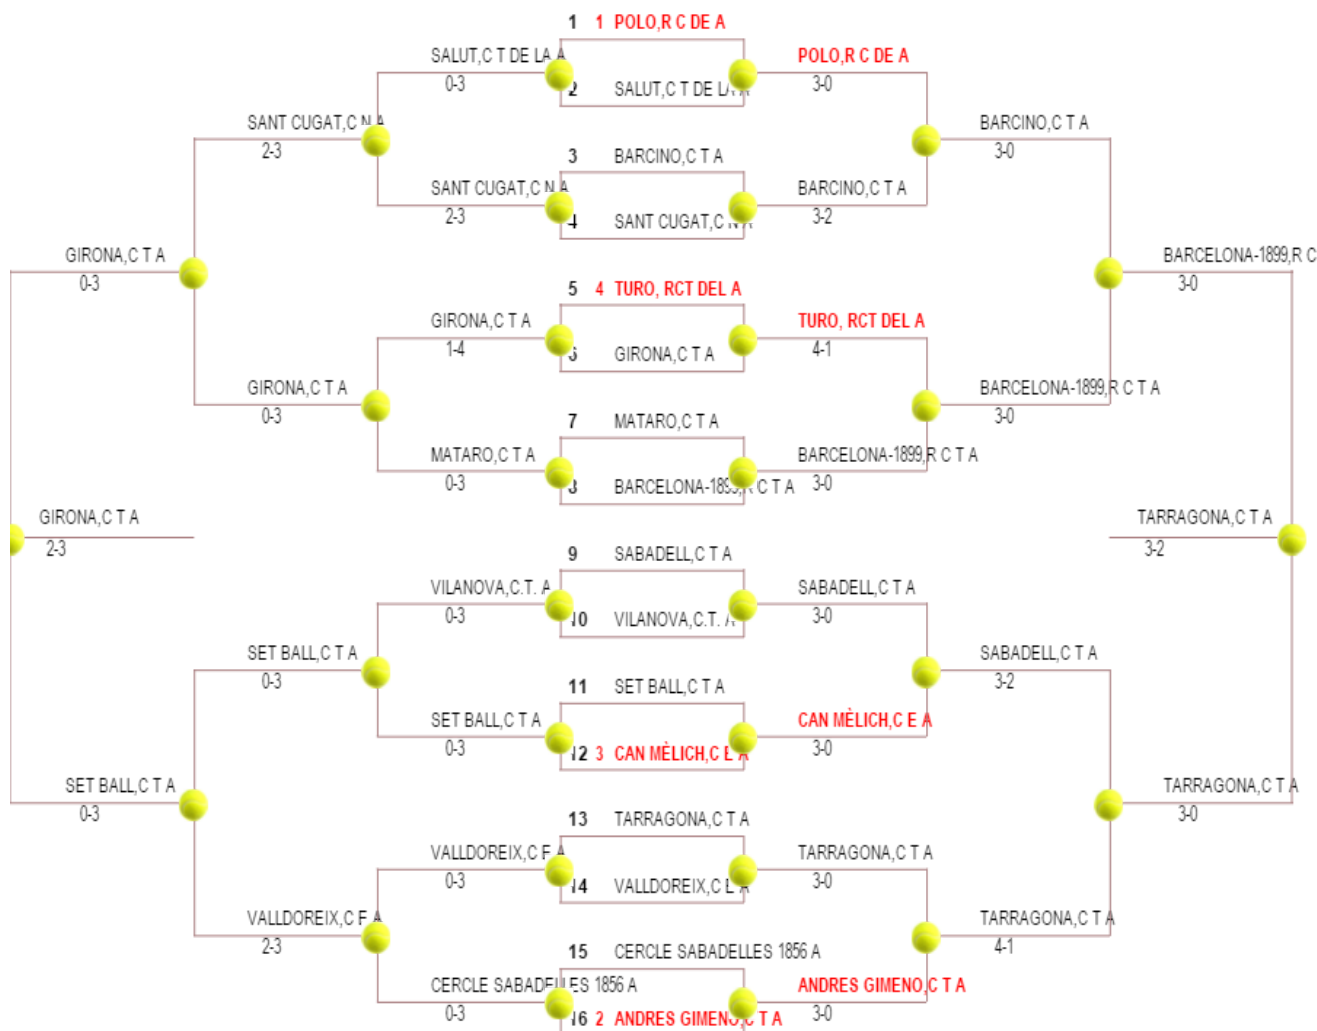 1 1 POLO,R C DE A
SALUT,C T DE LA A
POLO,R C DE A
0-3
3-0
2 SALUT,C T DE LA A
SANT CUGAT,C N A
BARCINO,C T A
2-3
3-0
3 BARCINO,C T A
SANT CUGAT,C N A
BARCINO,C T A
2-3
3-2
4 SANT CUGAT,C N A
GIRONA,C T A
BARCELONA-1899,R C
0-3
3-0
5 4 TURO, RCT DEL A
GIRONA,C T A
TURO, RCT DEL A
1-4
4-1
6 GIRONA,C T A
GIRONA,C T A
BARCELONA-1899,R C T A
0-3
3-0
7 MATARO,C T A
MATARO,C T A
BARCELONA-1899,R C T A
0-3
3-0
8 BARCELONA-1899,R C T A
GIRONA,C T A
TARRAGONA,C T A
2-3
3-2
9 SABADELL,C T A
VILANOVA,C.T. A
SABADELL,C T A
0-3
3-0
10 VILANOVA,C.T. A
SET BALL,C T A
SABADELL,C T A
0-3
3-2
11 SET BALL,C T A
SET BALL,C T A
CAN MÈLICH,C E A
0-3
3-0
12 3 CAN MÈLICH,C E A
SET BALL,C T A
TARRAGONA,C T A
0-3
3-0
13 TARRAGONA,C T A
VALLDOREIX,C E A
TARRAGONA,C T A
0-3
3-0
14 VALLDOREIX,C E A
VALLDOREIX,C E A
TARRAGONA,C T A
2-3
4-1
15 CERCLE SABADELLES 1856 A
CERCLE SABADELLES 1856 A
ANDRES GIMENO,C T A
0-3
3-0
16 2 ANDRES GIMENO,C T A